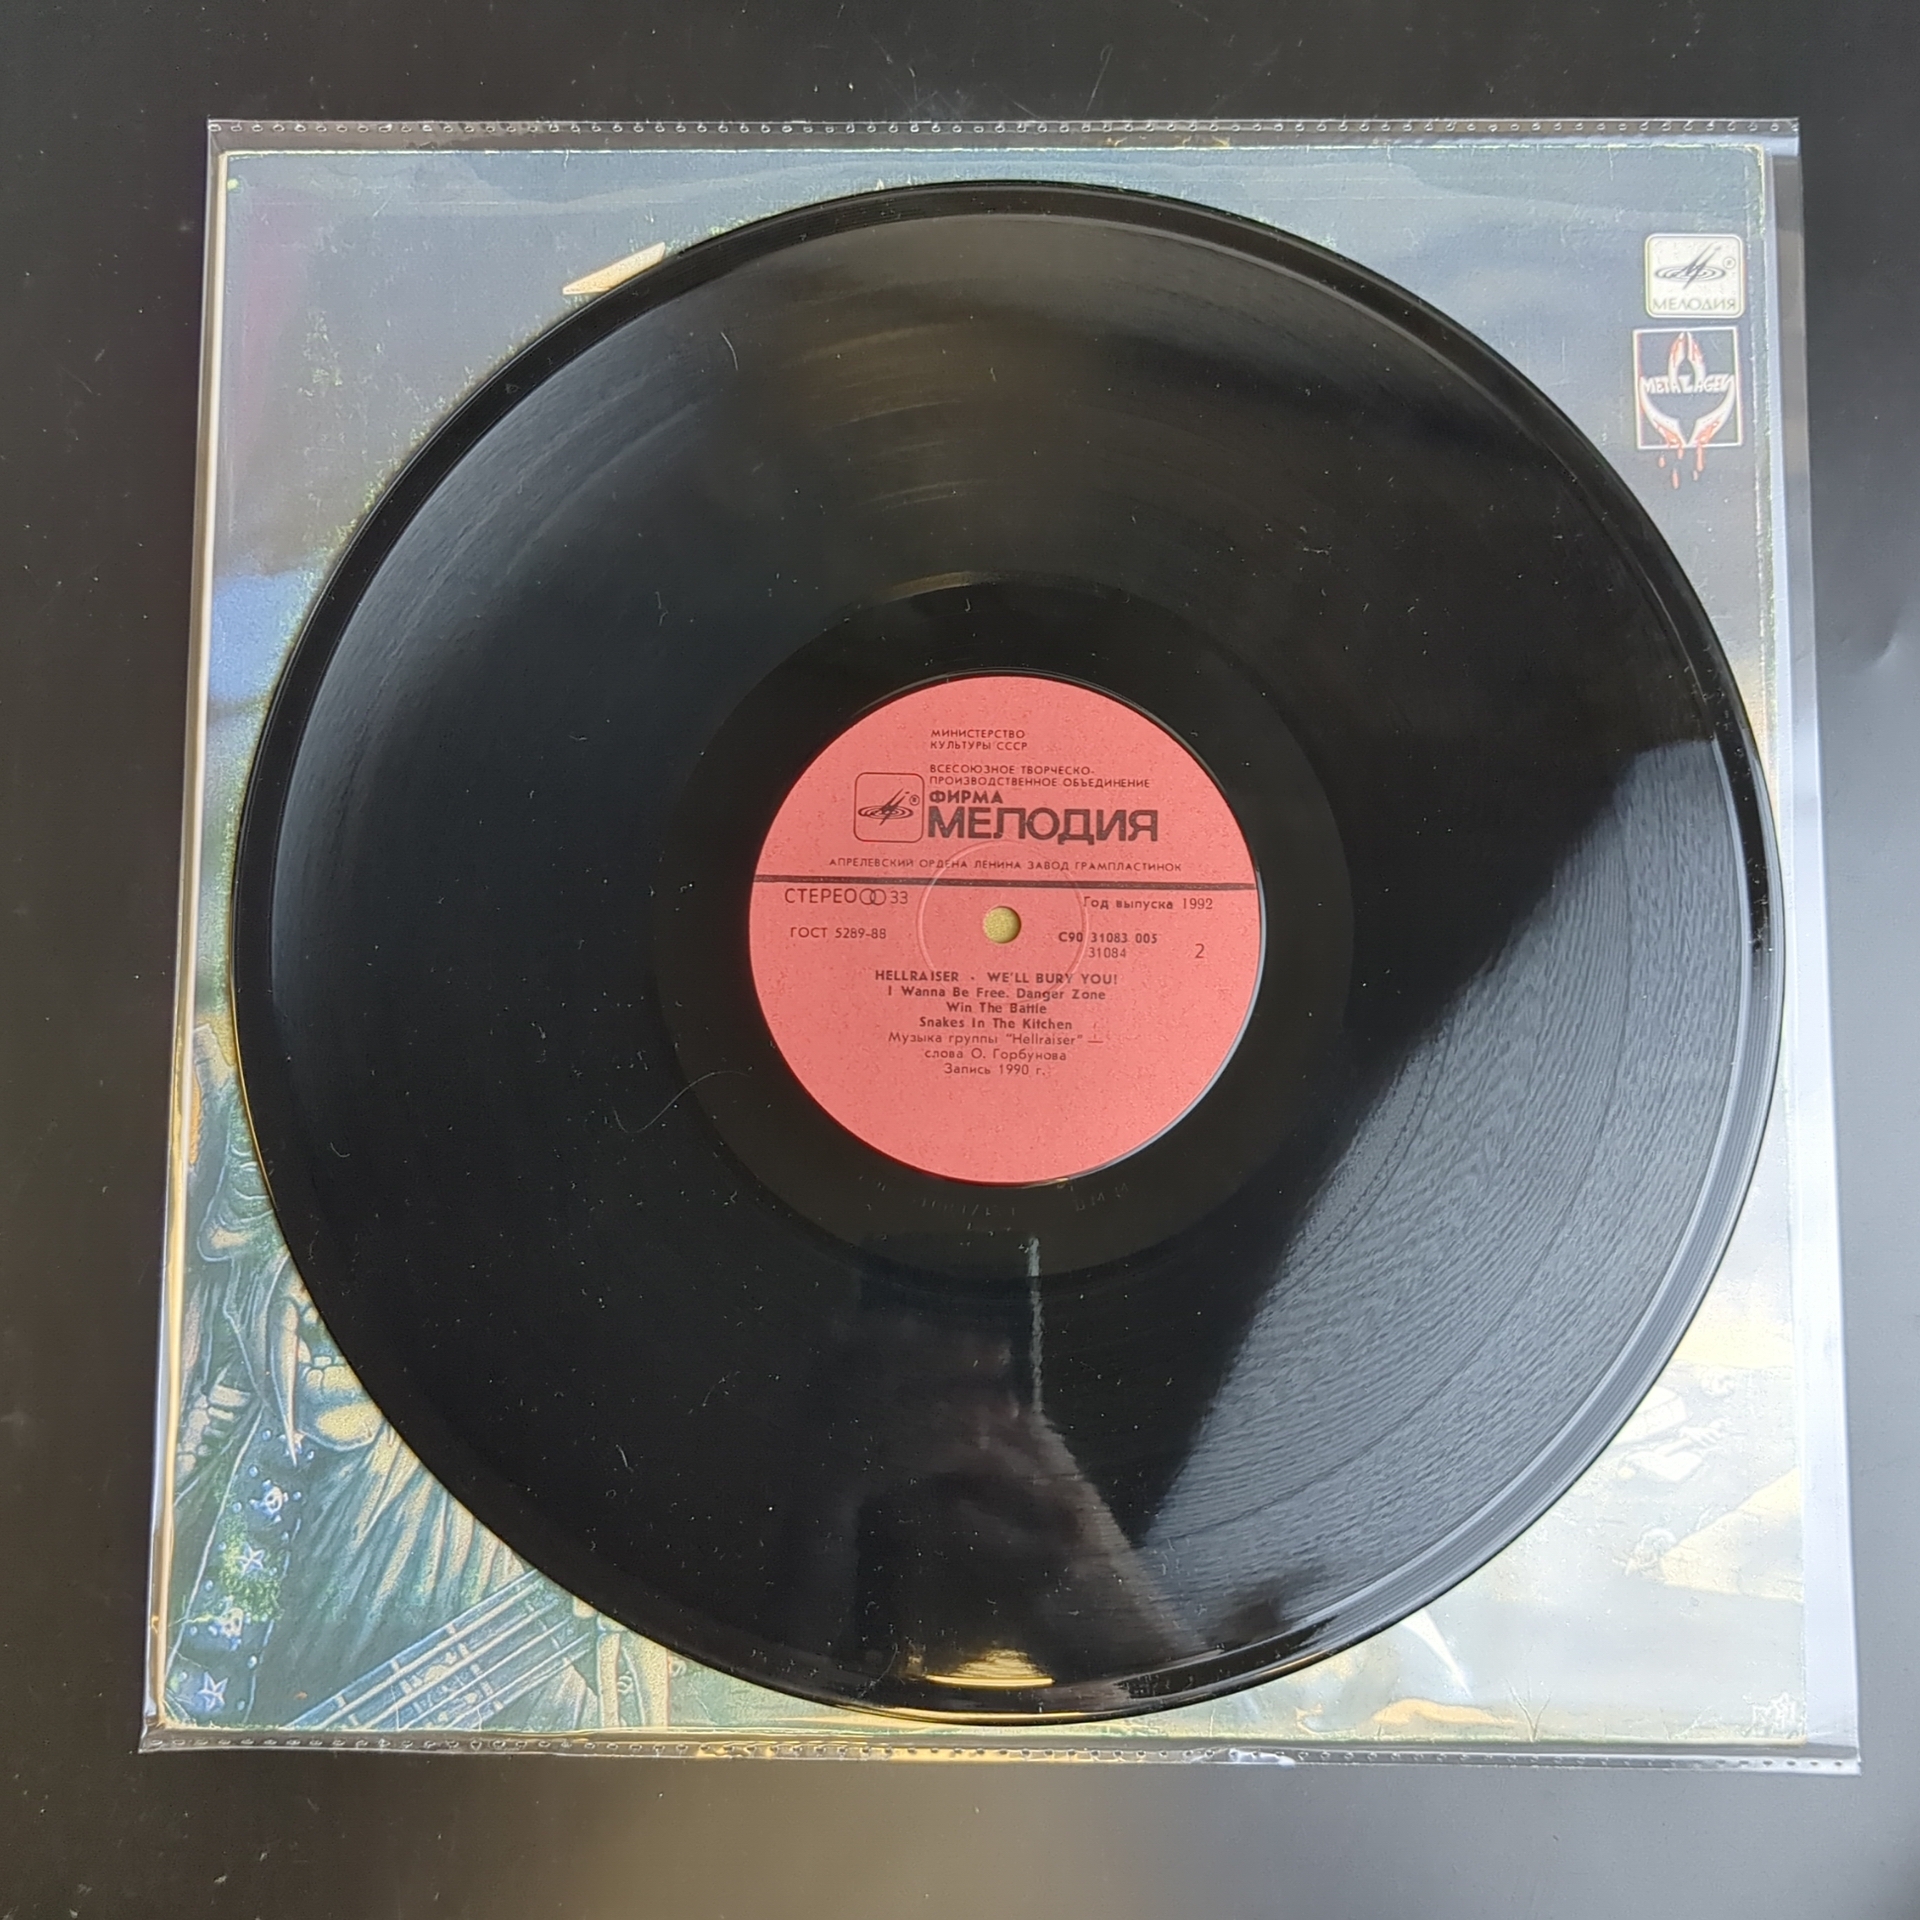 МЕЛОДИЯ
METALAGEN
МИНИСТЕРСТВО
КУЛЬТУРЫ СССР
ВСЕСОЮЗНОЕ ТВОРЧЕСКО-
ПРОИЗВОДСТВЕННОЕ ОБЪЕДИНЕНИЕ
ФИРМА
МЕЛОДИЯ
АПРЕЛЕВСКИЙ ОРДЕНА ЛЕНИНА ЗАВОД ГРАМПЛАСТИНОК
СТЕРЕО 33
Год выпуска 1992
ГОСТ 5289-88
С90 31083 005
31084
2
HELLRAISER - WE'LL BURY YOU!
I Wanna Be Free. Danger Zone
Win The Battle
Snakes In The Kitchen
Музыка группы "Hellraiser" —
слова О. Горбунова
Запись 1990 г.